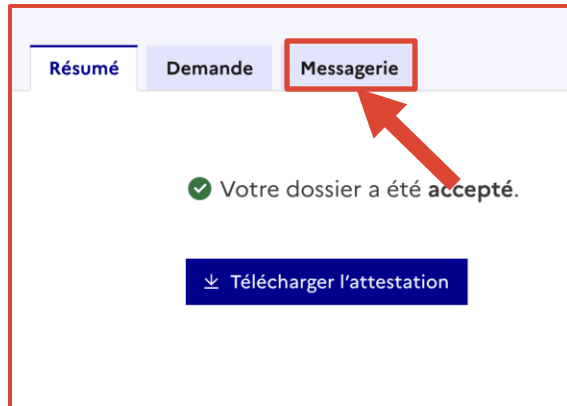 Résumé Demande Messagerie
Votre dossier a été accepté.
Télécharger l’attestation